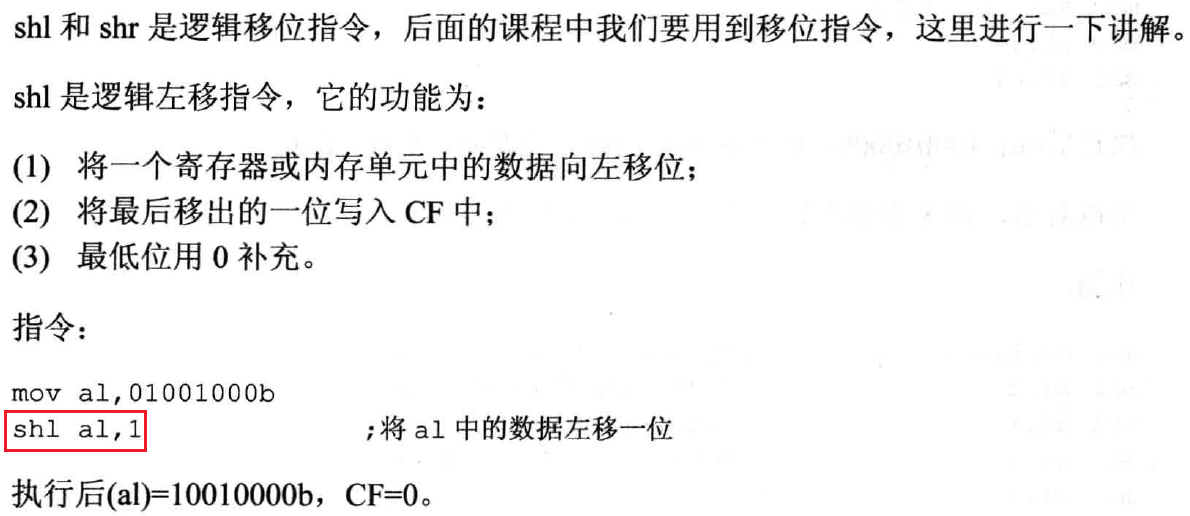 shl 和 shr 是逻辑移位指令，后面的课程中我们要用到移位指令，这里进行一下讲解。
shl 是逻辑左移指令，它的功能为：
(1) 将一个寄存器或内存单元中的数据向左移位；
(2) 将最后移出的一位写入 CF 中；
(3) 最低位用 0 补充。
指令：
mov al,01001000b
shl al,1 ;将 al 中的数据左移一位
执行后(al)=10010000b，CF=0。